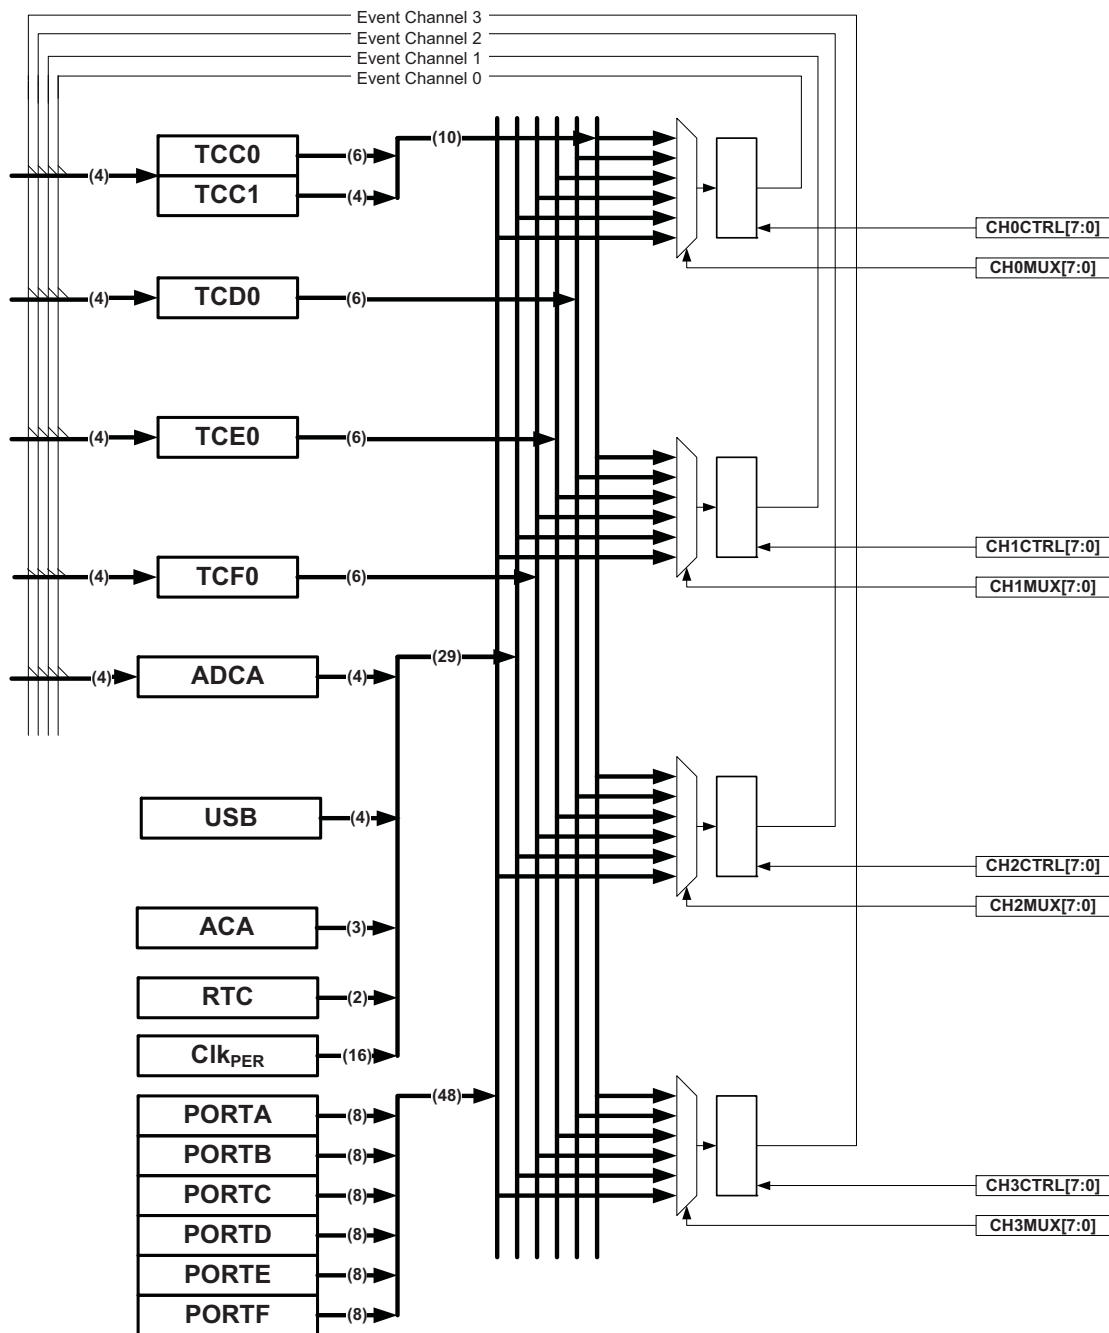 Event Channel 3
Event Channel 2
Event Channel 1
Event Channel 0
(10)
TCC0
(6)
(4)
TCC1
(4)
CH0CTRL[7:0]
CH0MUX[7:0]
(4)
TCD0
(6)
(4)
TCE0
(6)
CH1CTRL[7:0]
CH1MUX[7:0]
(4)
TCF0
(6)
(29)
(4)
ADCA
(4)
USB
(4)
CH2CTRL[7:0]
CH2MUX[7:0]
ACA
(3)
RTC
(2)
ClkPER
(16)
(48)
PORTA
(8)
PORTB
(8)
PORTC
(8)
CH3CTRL[7:0]
CH3MUX[7:0]
PORTD
(8)
PORTE
(8)
PORTF
(8)